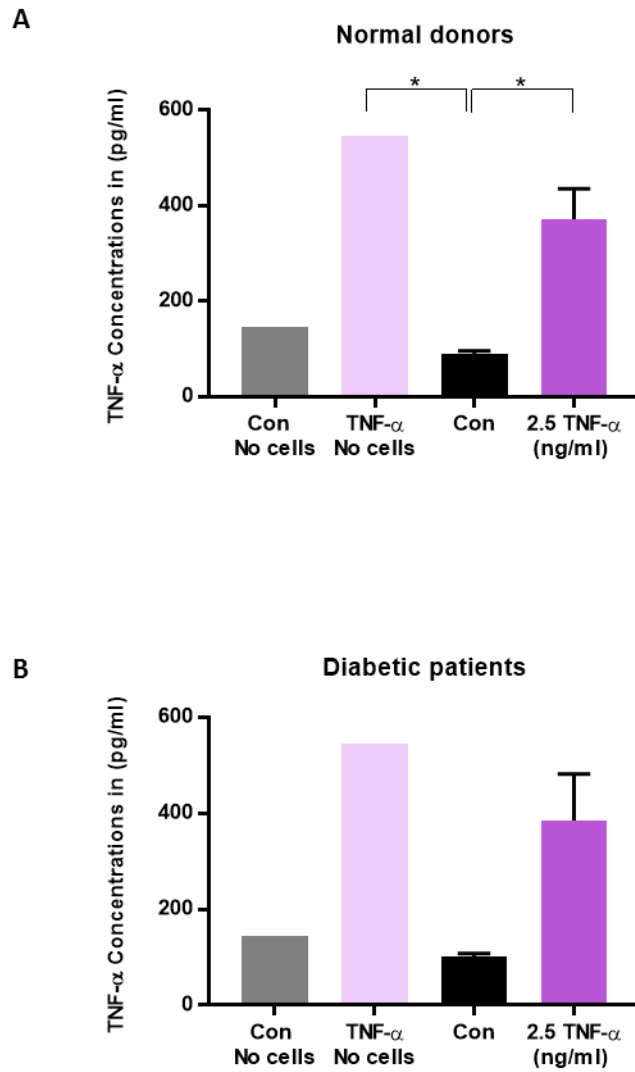 A
Normal donors
* *
TNF-α Concentrations in (pg/ml)
600
400
200
0
Con TNF-α Con 2.5 TNF-α
No cells No cells (ng/ml)
B
Diabetic patients
TNF-α Concentrations in (pg/ml)
600
400
200
0
Con TNF-α Con 2.5 TNF-α
No cells No cells (ng/ml)